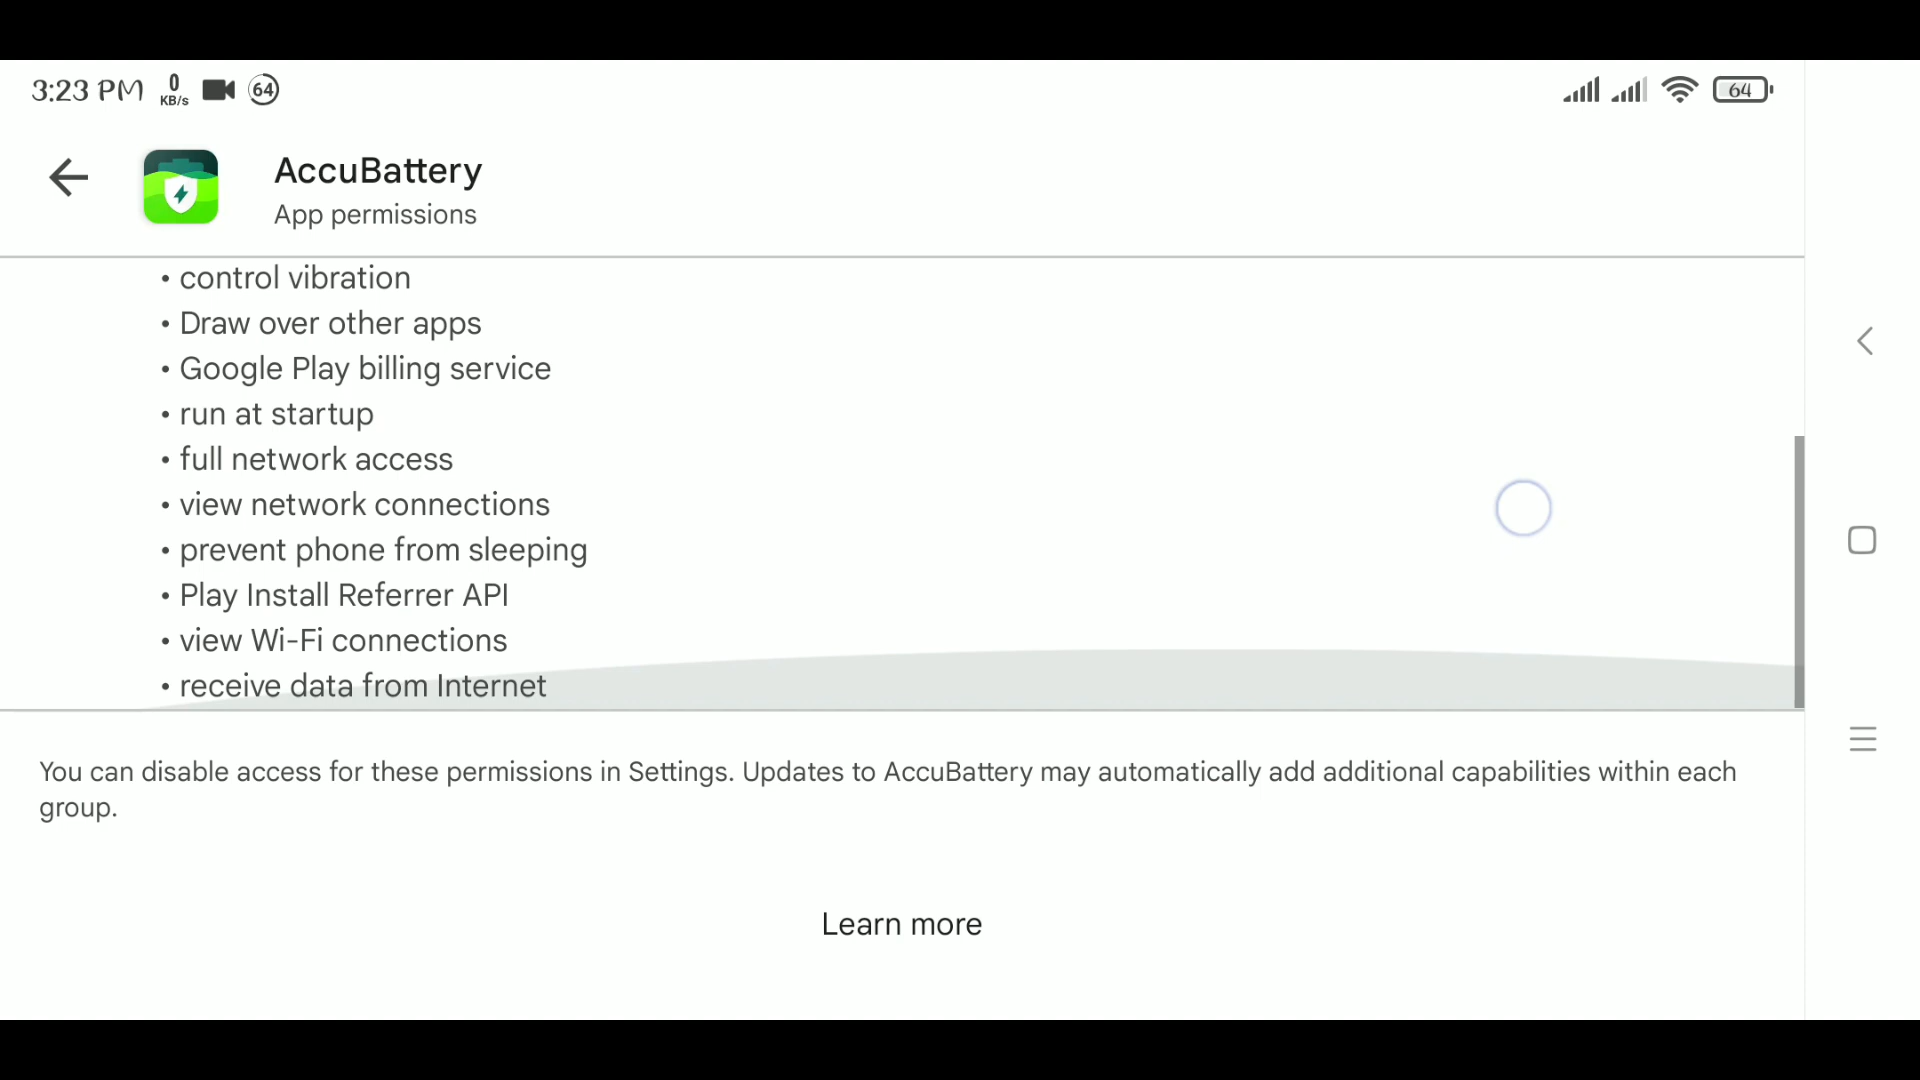 3:23 PM 0 KB/s 64 64
AccuBattery
App permissions
• control vibration
• Draw over other apps
• Google Play billing service
• run at startup
• full network access
• view network connections
• prevent phone from sleeping
• Play Install Referrer API
• view Wi-Fi connections
• receive data from Internet
You can disable access for these permissions in Settings. Updates to AccuBattery may automatically add additional capabilities within each
group.
Learn more